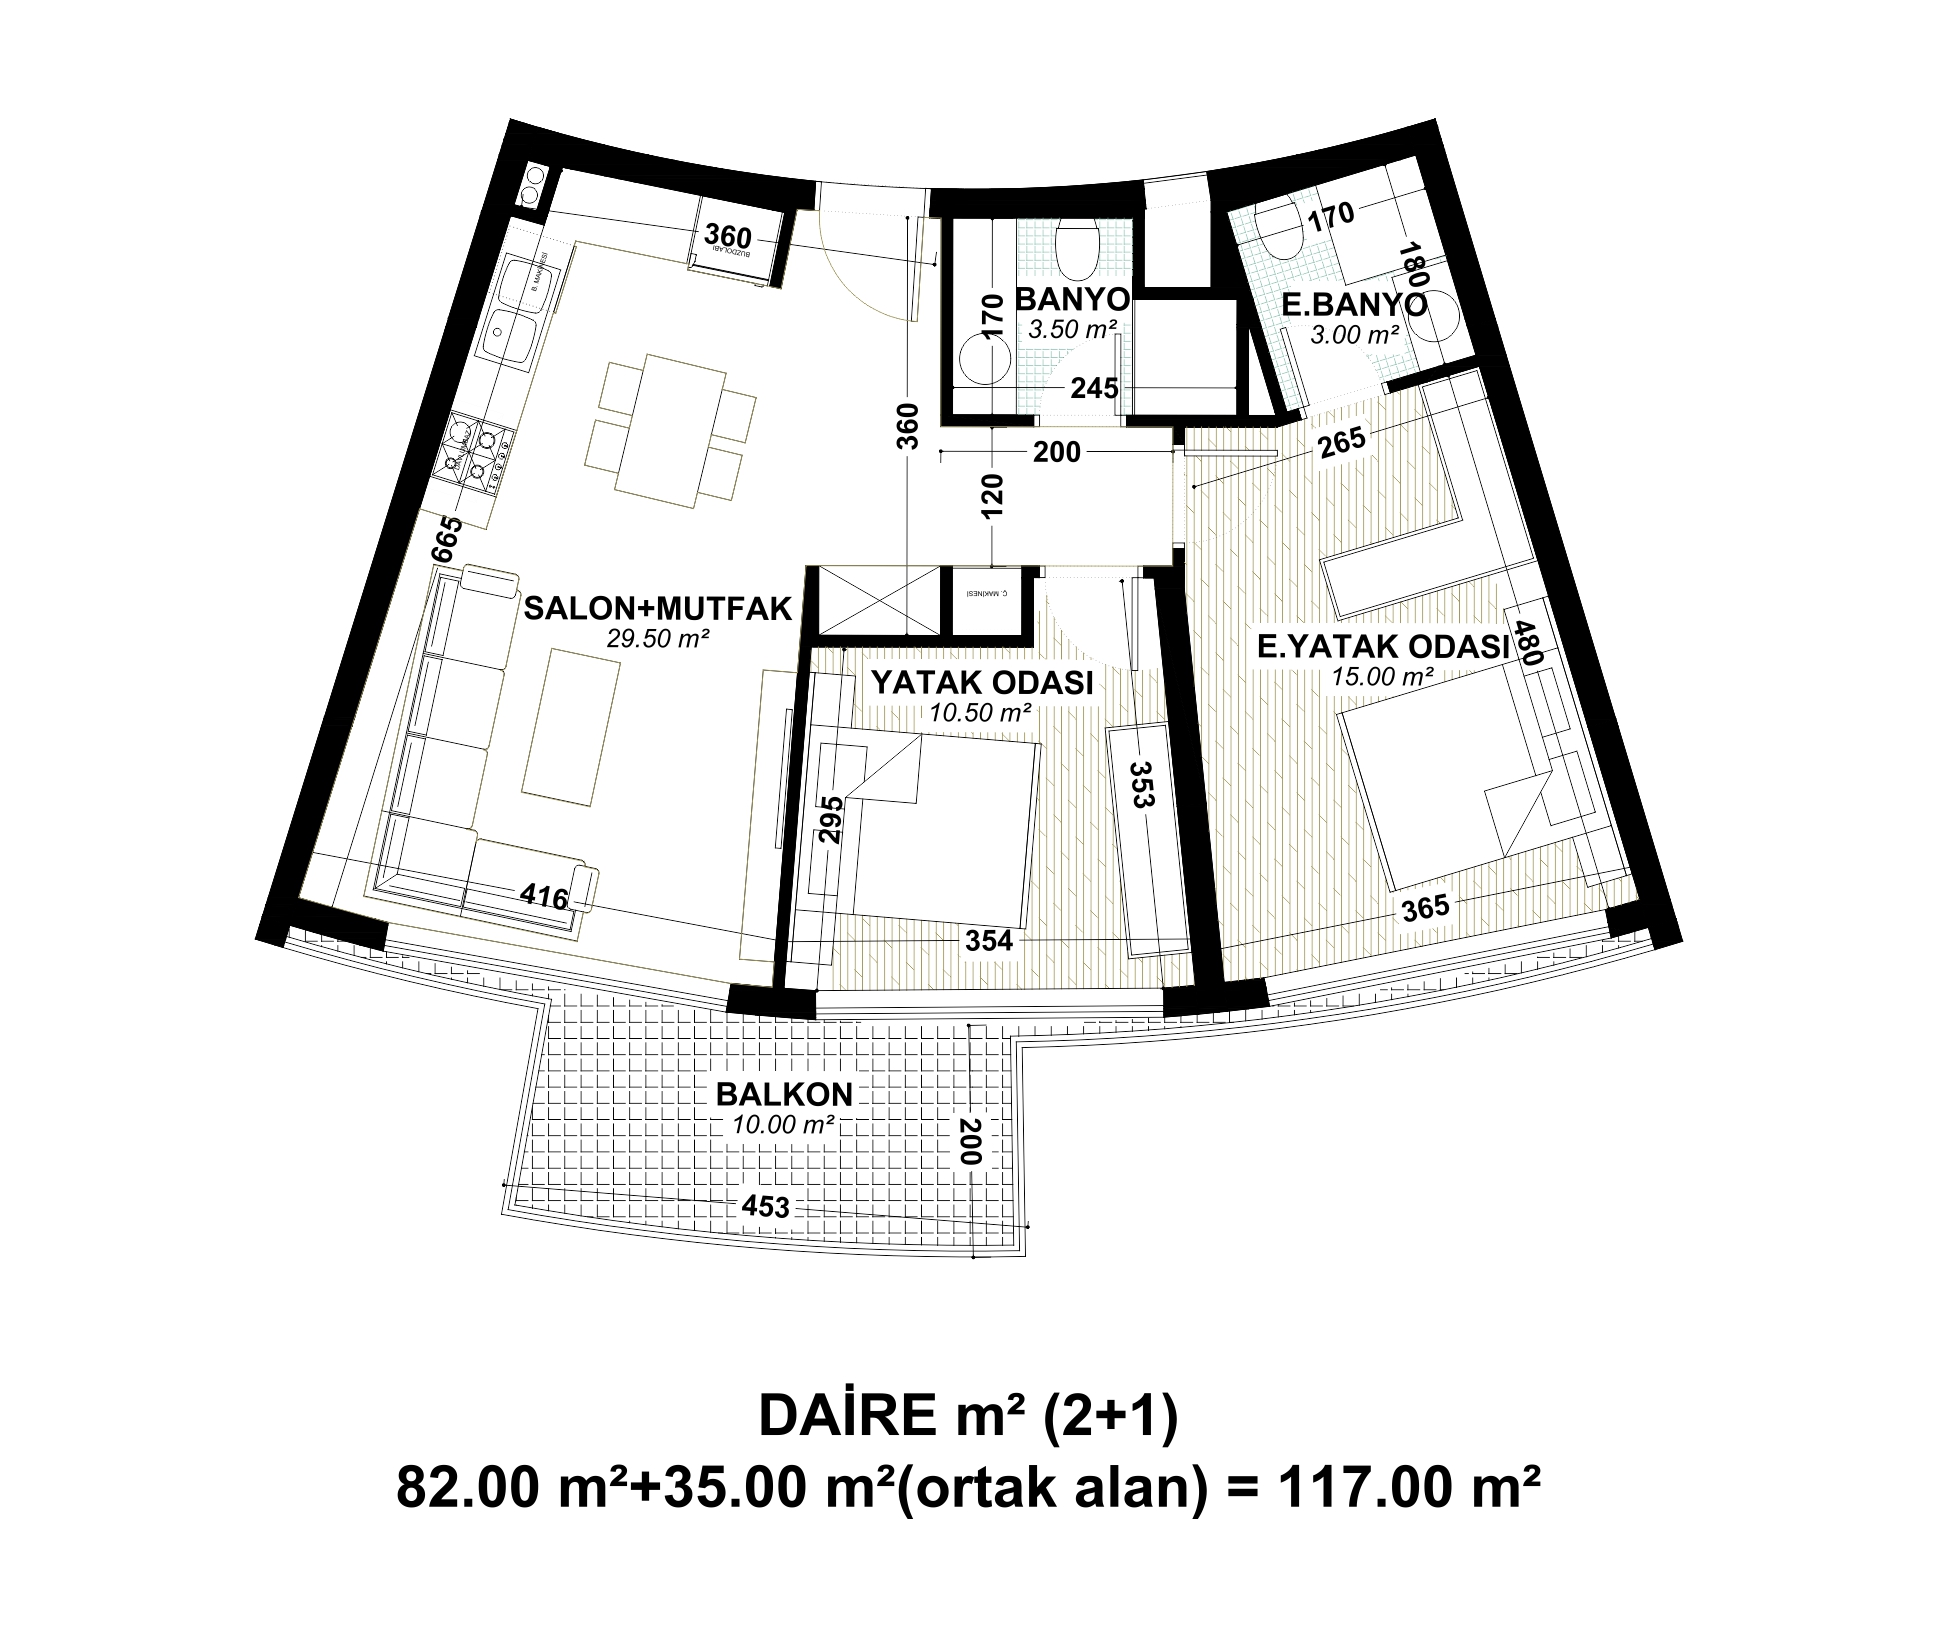 360
BUZDOLABI
B. MAKİNESİ
170
180
BANYO
3.50 m²
170
245
E.BANYO
3.00 m²
360
200
120
265
665
SALON+MUTFAK
29.50 m²
Ç. MAKİNESİ
YATAK ODASI
10.50 m²
E.YATAK ODASI
15.00 m²
480
295
353
416
354
365
BALKON
10.00 m²
200
453
DAİRE m² (2+1)
82.00 m²+35.00 m²(ortak alan) = 117.00 m²